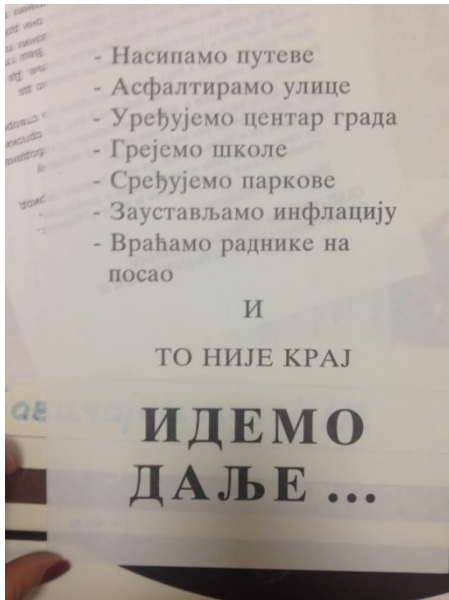 - Насипамо путеве
- Асфалтирамо улице
- Уређујемо центар града
- Грејемо школе
- Сређујемо паркове
- Заустављамо инфлацију
- Враћамо раднике на
посао
И
ТО НИЈЕ КРАЈ
ИДЕМО
ДАЉЕ ...